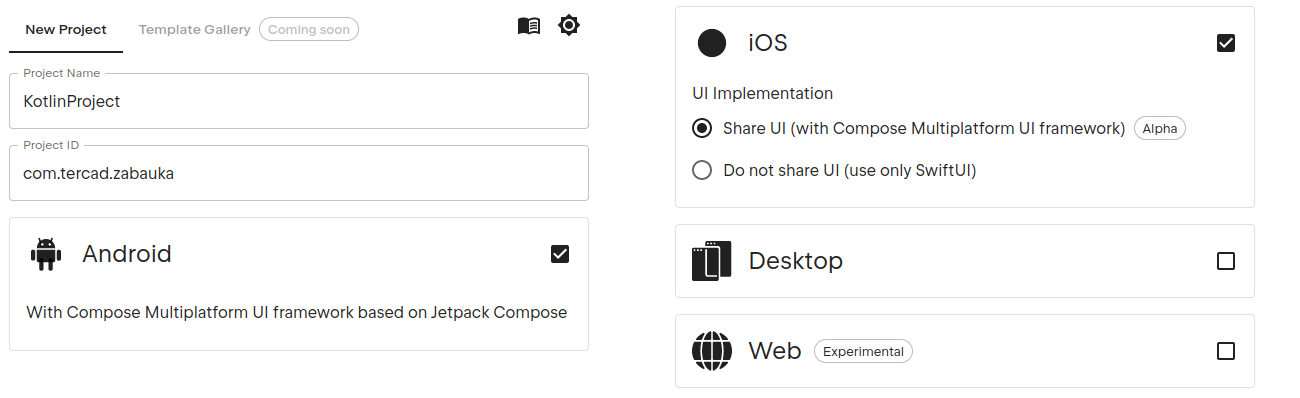 New Project
Template Gallery
Coming soon
Project Name
KotlinProject
Project ID
com.tercad.zabauka
Android
With Compose Multiplatform UI framework based on Jetpack Compose
iOS
UI Implementation
Share UI (with Compose Multiplatform UI framework)
Alpha
Do not share UI (use only SwiftUI)
Desktop
Web
Experimental